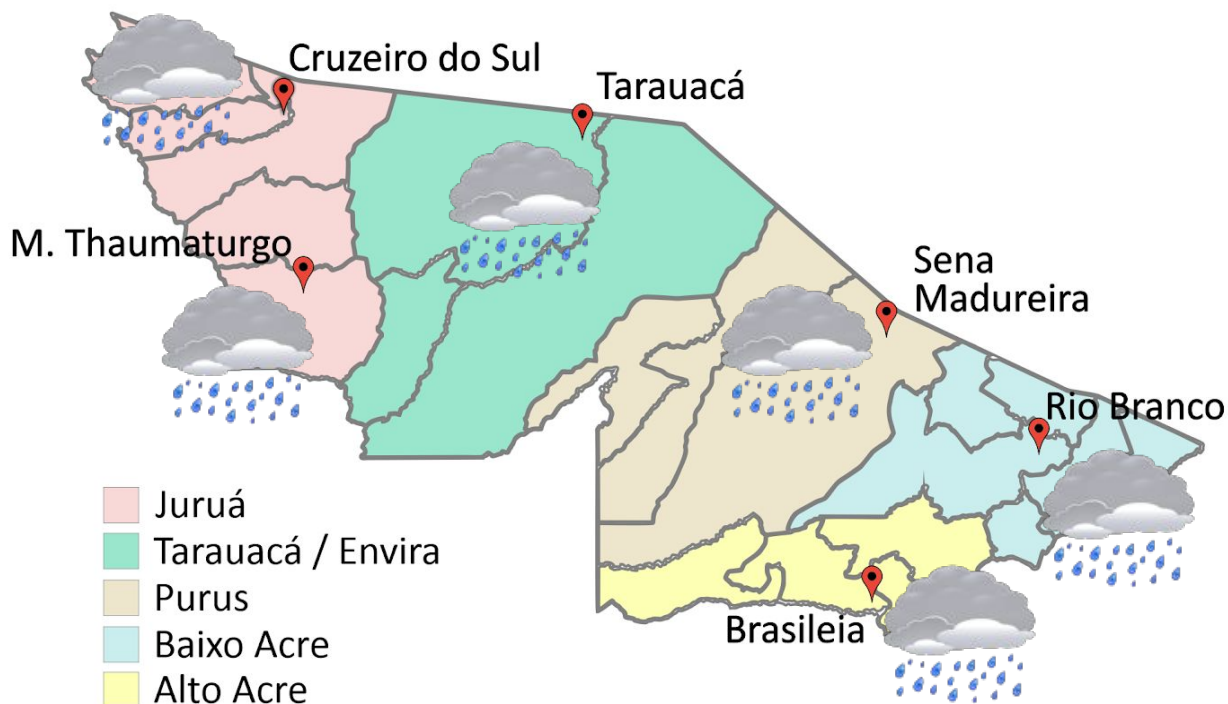 Cruzeiro do Sul
Tarauacá
M. Thaumaturgo
Sena
Madureira
Rio Branco
Brasileia
Juruá
Tarauacá / Envira
Purus
Baixo Acre
Alto Acre